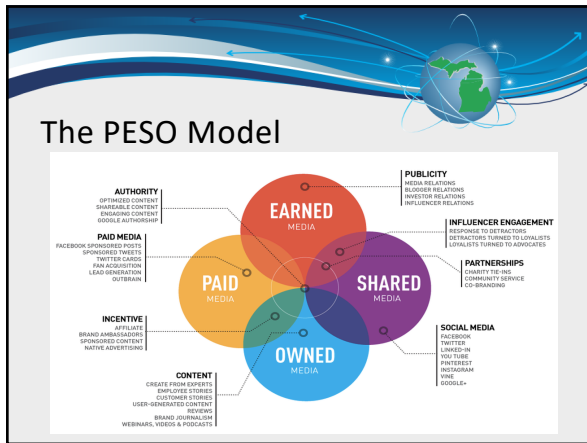 The PESO Model
AUTHORITY
OPTIMIZED CONTENT
SHAREABLE CONTENT
ENGAGING CONTENT
GOOGLE AUTHORSHIP
PAID MEDIA
FACEBOOK SPONSORED POSTS
SPONSORED TWEETS
TWITTER CARDS
FAN ACQUISITION
LEAD GENERATION
OUTBRAIN
INCENTIVE
AFFILIATE
BRAND AMBASSADORS
SPONSORED CONTENT
NATIVE ADVERTISING
CONTENT
CREATE FROM EXPERTS
EMPLOYEE STORIES
CUSTOMER STORIES
USER-GENERATED CONTENT
REVIEWS
BRAND JOURNALISM
WEBINARS, VIDEOS & PODCASTS
EARNED
MEDIA
PAID
MEDIA
SHARED
MEDIA
OWNED
MEDIA
PUBLICITY
MEDIA RELATIONS
BLOGGER RELATIONS
INVESTOR RELATIONS
INFLUENCER RELATIONS
INFLUENCER ENGAGEMENT
RESPONSE TO DETRACTORS
DETRACTORS TURNED TO LOYALISTS
LOYALISTS TURNED TO ADVOCATES
PARTNERSHIPS
CHARITY TIE-INS
COMMUNITY SERVICE
CO-BRANDING
SOCIAL MEDIA
FACEBOOK
TWITTER
LINKED-IN
YOU TUBE
PINTEREST
INSTAGRAM
VINE
GOOGLE+